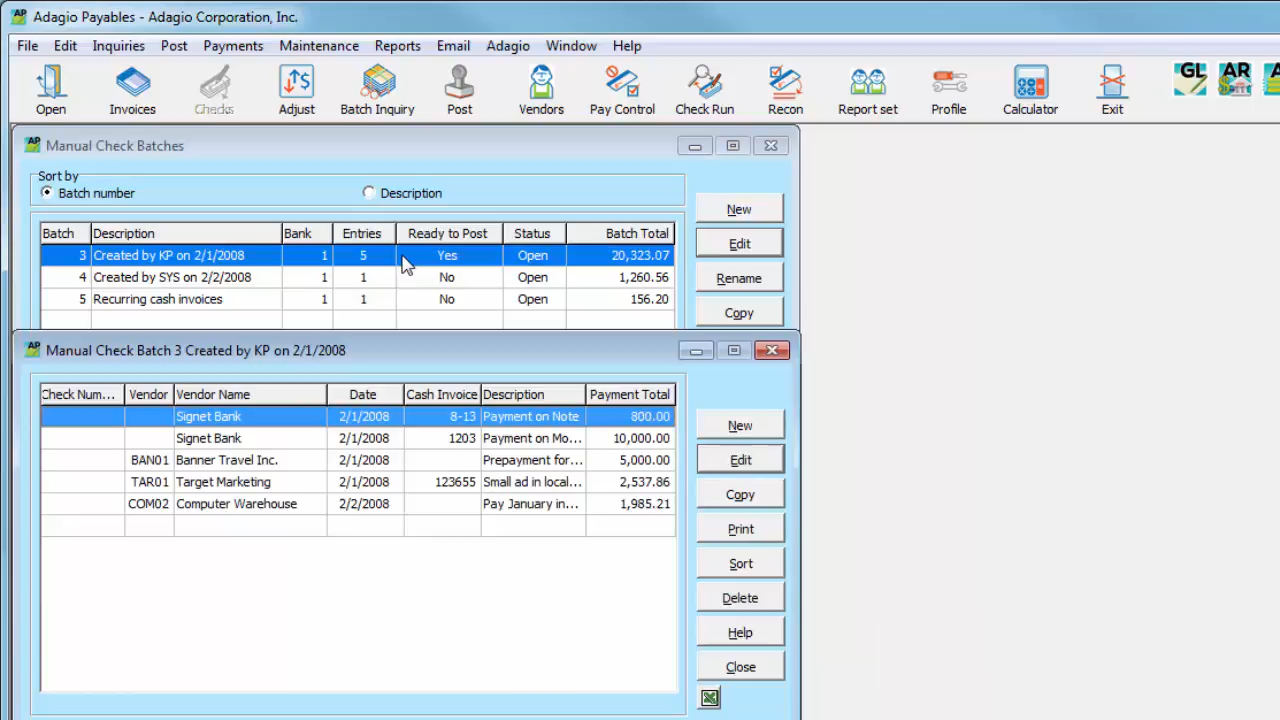 AP Adagio Payables - Adagio Corporation, Inc.
File Edit Inquiries Post Payments Maintenance Reports Email Adagio Window Help
GL AR
Open Invoices Checks Adjust Batch Inquiry Post Vendors Pay Control Check Run Recon Report set Profile Calculator Exit
AP Manual Check Batches
Sort by
Batch number Description
New
Batch Description Bank Entries Ready to Post Status Batch Total
3 Created by KP on 2/1/2008 1 5 Yes Open 20,323.07
Edit
4 Created by SYS on 2/2/2008 1 1 No Open 1,260.56
Rename
5 Recurring cash invoices 1 1 No Open 156.20
Copy
AP Manual Check Batch 3 Created by KP on 2/1/2008
Check Num... Vendor Vendor Name Date Cash Invoice Description Payment Total
Signet Bank 2/1/2008 8-13 Payment on Note 800.00
New
Signet Bank 2/1/2008 1203 Payment on Mo... 10,000.00
BAN01 Banner Travel Inc. 2/1/2008 Prepayment for... 5,000.00
Edit
TAR01 Target Marketing 2/1/2008 123655 Small ad in local... 2,537.86
Copy
COM02 Computer Warehouse 2/2/2008 Pay January in... 1,985.21
Print
Sort
Delete
Help
Close